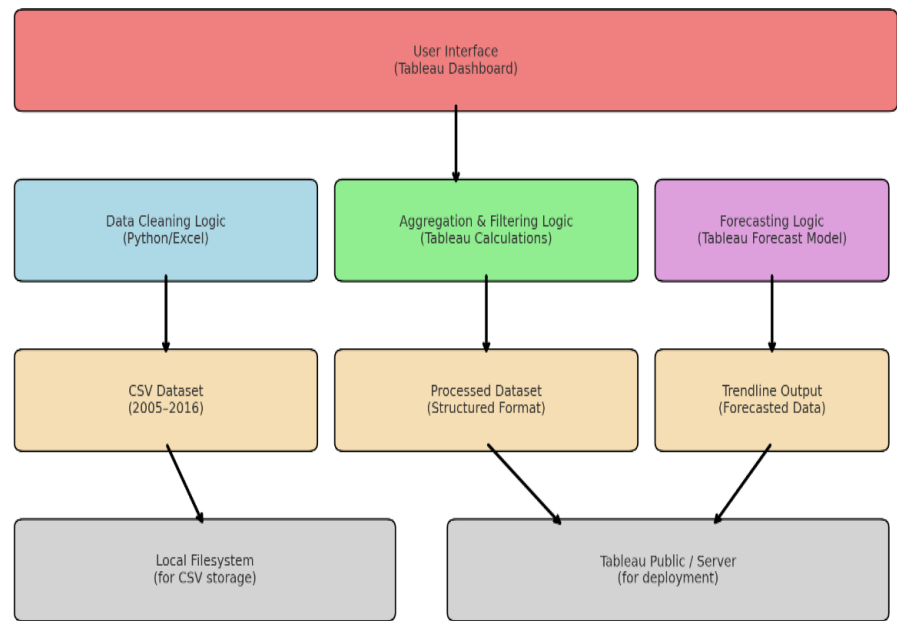 User Interface
(Tableau Dashboard)
Data Cleaning Logic
(Python/Excel)
Aggregation & Filtering Logic
(Tableau Calculations)
Forecasting Logic
(Tableau Forecast Model)
CSV Dataset
(2005–2016)
Processed Dataset
(Structured Format)
Trendline Output
(Forecasted Data)
Local Filesystem
(for CSV storage)
Tableau Public / Server
(for deployment)